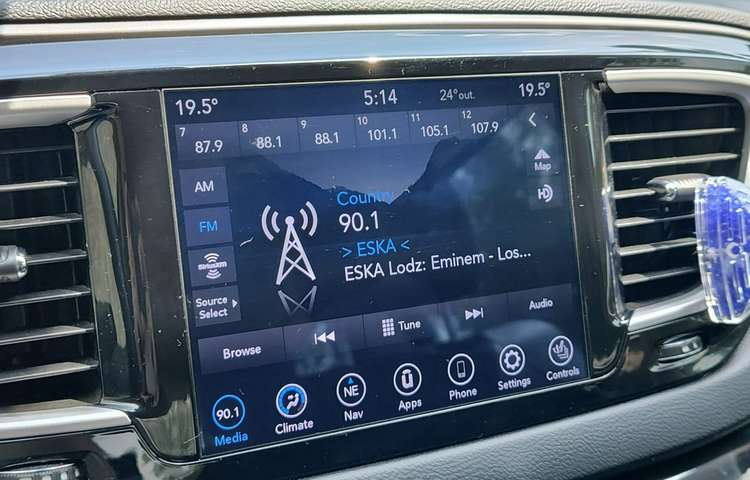 19.5° 5:14 24°out. 19.5°
7 8 9 10 11 12
87.9 88.1 88.1 101.1 105.1 107.9
AM
Map
FM
HD
Country
90.1
> ESKA <
ESKA Lodz: Eminem - Los...
SiriusXM
Source
Select
Browse Tune Audio
90.1 NE
Media Climate Nav Apps Phone Settings Controls